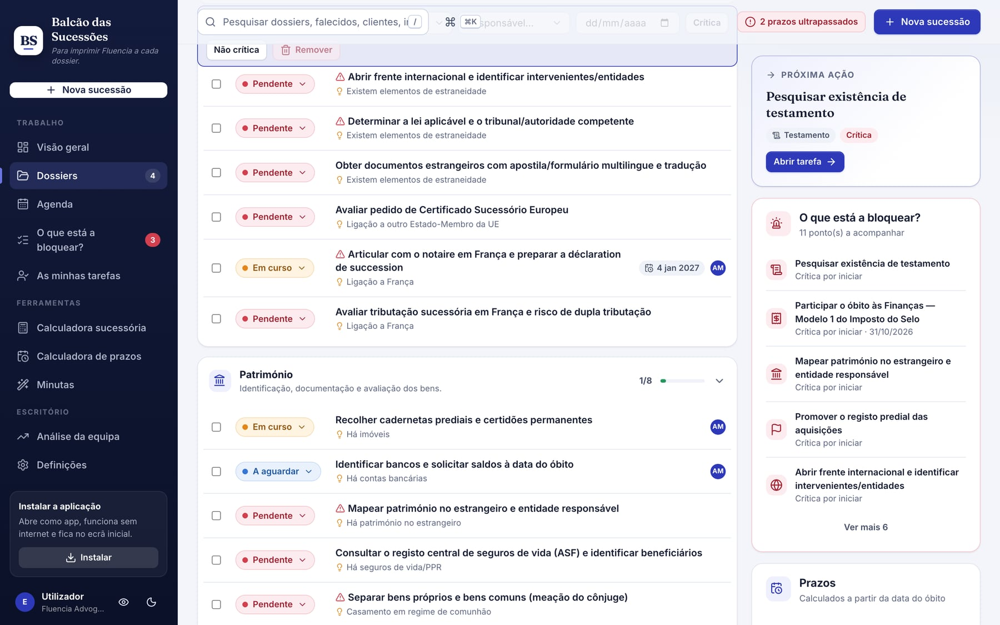 Balcão das
Sucessões
BS
Para imprimir Fluencia a cada
dossier.
Nova sucessão
TRABALHO
Visão geral
Dossiers 4
Agenda
O que está a
bloquear? 3
As minhas tarefas
FERRAMENTAS
Calculadora sucessória
Calculadora de prazos
Minutas
ESCRITÓRIO
Análise da equipa
Definições
Instalar a aplicação
Abre como app, funciona sem
internet e fica no ecrã inicial.
Instalar
E Utilizador
Fluencia Advog...
Pesquisar dossiers, falecidos, clientes, /
⌘ ⌘K
dd/mm/aaaa
Crítica
2 prazos ultrapassados
Nova sucessão
Não crítica
Remover
Pendente
Abrir frente internacional e identificar intervenientes/entidades
Existem elementos de estraneidade
Pendente
Determinar a lei aplicável e o tribunal/autoridade competente
Existem elementos de estraneidade
Pendente
Obter documentos estrangeiros com apostila/formulário multilingue e tradução
Existem elementos de estraneidade
Pendente
Avaliar pedido de Certificado Sucessório Europeu
Ligação a outro Estado-Membro da UE
Em curso
Articular com o notaire em França e preparar a déclaration
de succession
Ligação a França
4 jan 2027 AM
Pendente
Avaliar tributação sucessória em França e risco de dupla tributação
Ligação a França
Património
Identificação, documentação e avaliação dos bens.
1/8
Em curso
Recolher cadernetas prediais e certidões permanentes
Há imóveis
AM
A aguardar
Identificar bancos e solicitar saldos à data do óbito
Há contas bancárias
AM
Pendente
Mapear património no estrangeiro e entidade responsável
Há património no estrangeiro
Pendente
Consultar o registo central de seguros de vida (ASF) e identificar beneficiários
Há seguros de vida/PPR
Pendente
Separar bens próprios e bens comuns (meação do cônjuge)
Casamento em regime de comunhão
PRÓXIMA AÇÃO
Pesquisar existência de
testamento
Testamento Crítica
Abrir tarefa
O que está a bloquear?
11 ponto(s) a acompanhar
Pesquisar existência de testamento
Crítica por iniciar
Participar o óbito às Finanças —
Modelo 1 do Imposto do Selo
Crítica por iniciar · 31/10/2026
Mapear património no estrangeiro e
entidade responsável
Crítica por iniciar
Promover o registo predial das
aquisições
Crítica por iniciar
Abrir frente internacional e identificar
intervenientes/entidades
Crítica por iniciar
Ver mais 6
Prazos
Calculados a partir da data do óbito